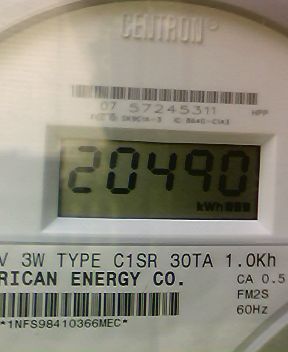 CENTRON®
07 57245311 HPP
20490
kWh
V 3W TYPE C1SR 30TA 1.0Kh
RICAN ENERGY CO. CA 0.5
FM2S
*1NFS98410366MEC* 60Hz